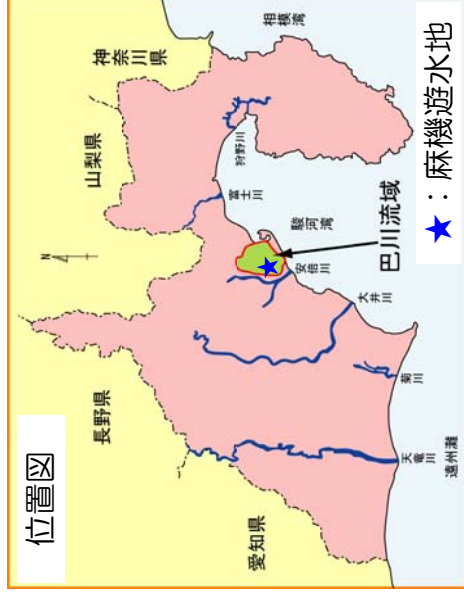 位置図
長野県
山梨県
神奈川県
愛知県
相模湾
狩野川
富士川
駿河湾
安倍川
巴川流域
大井川
菊川
天竜川
遠州灘
N
★：麻機遊水地